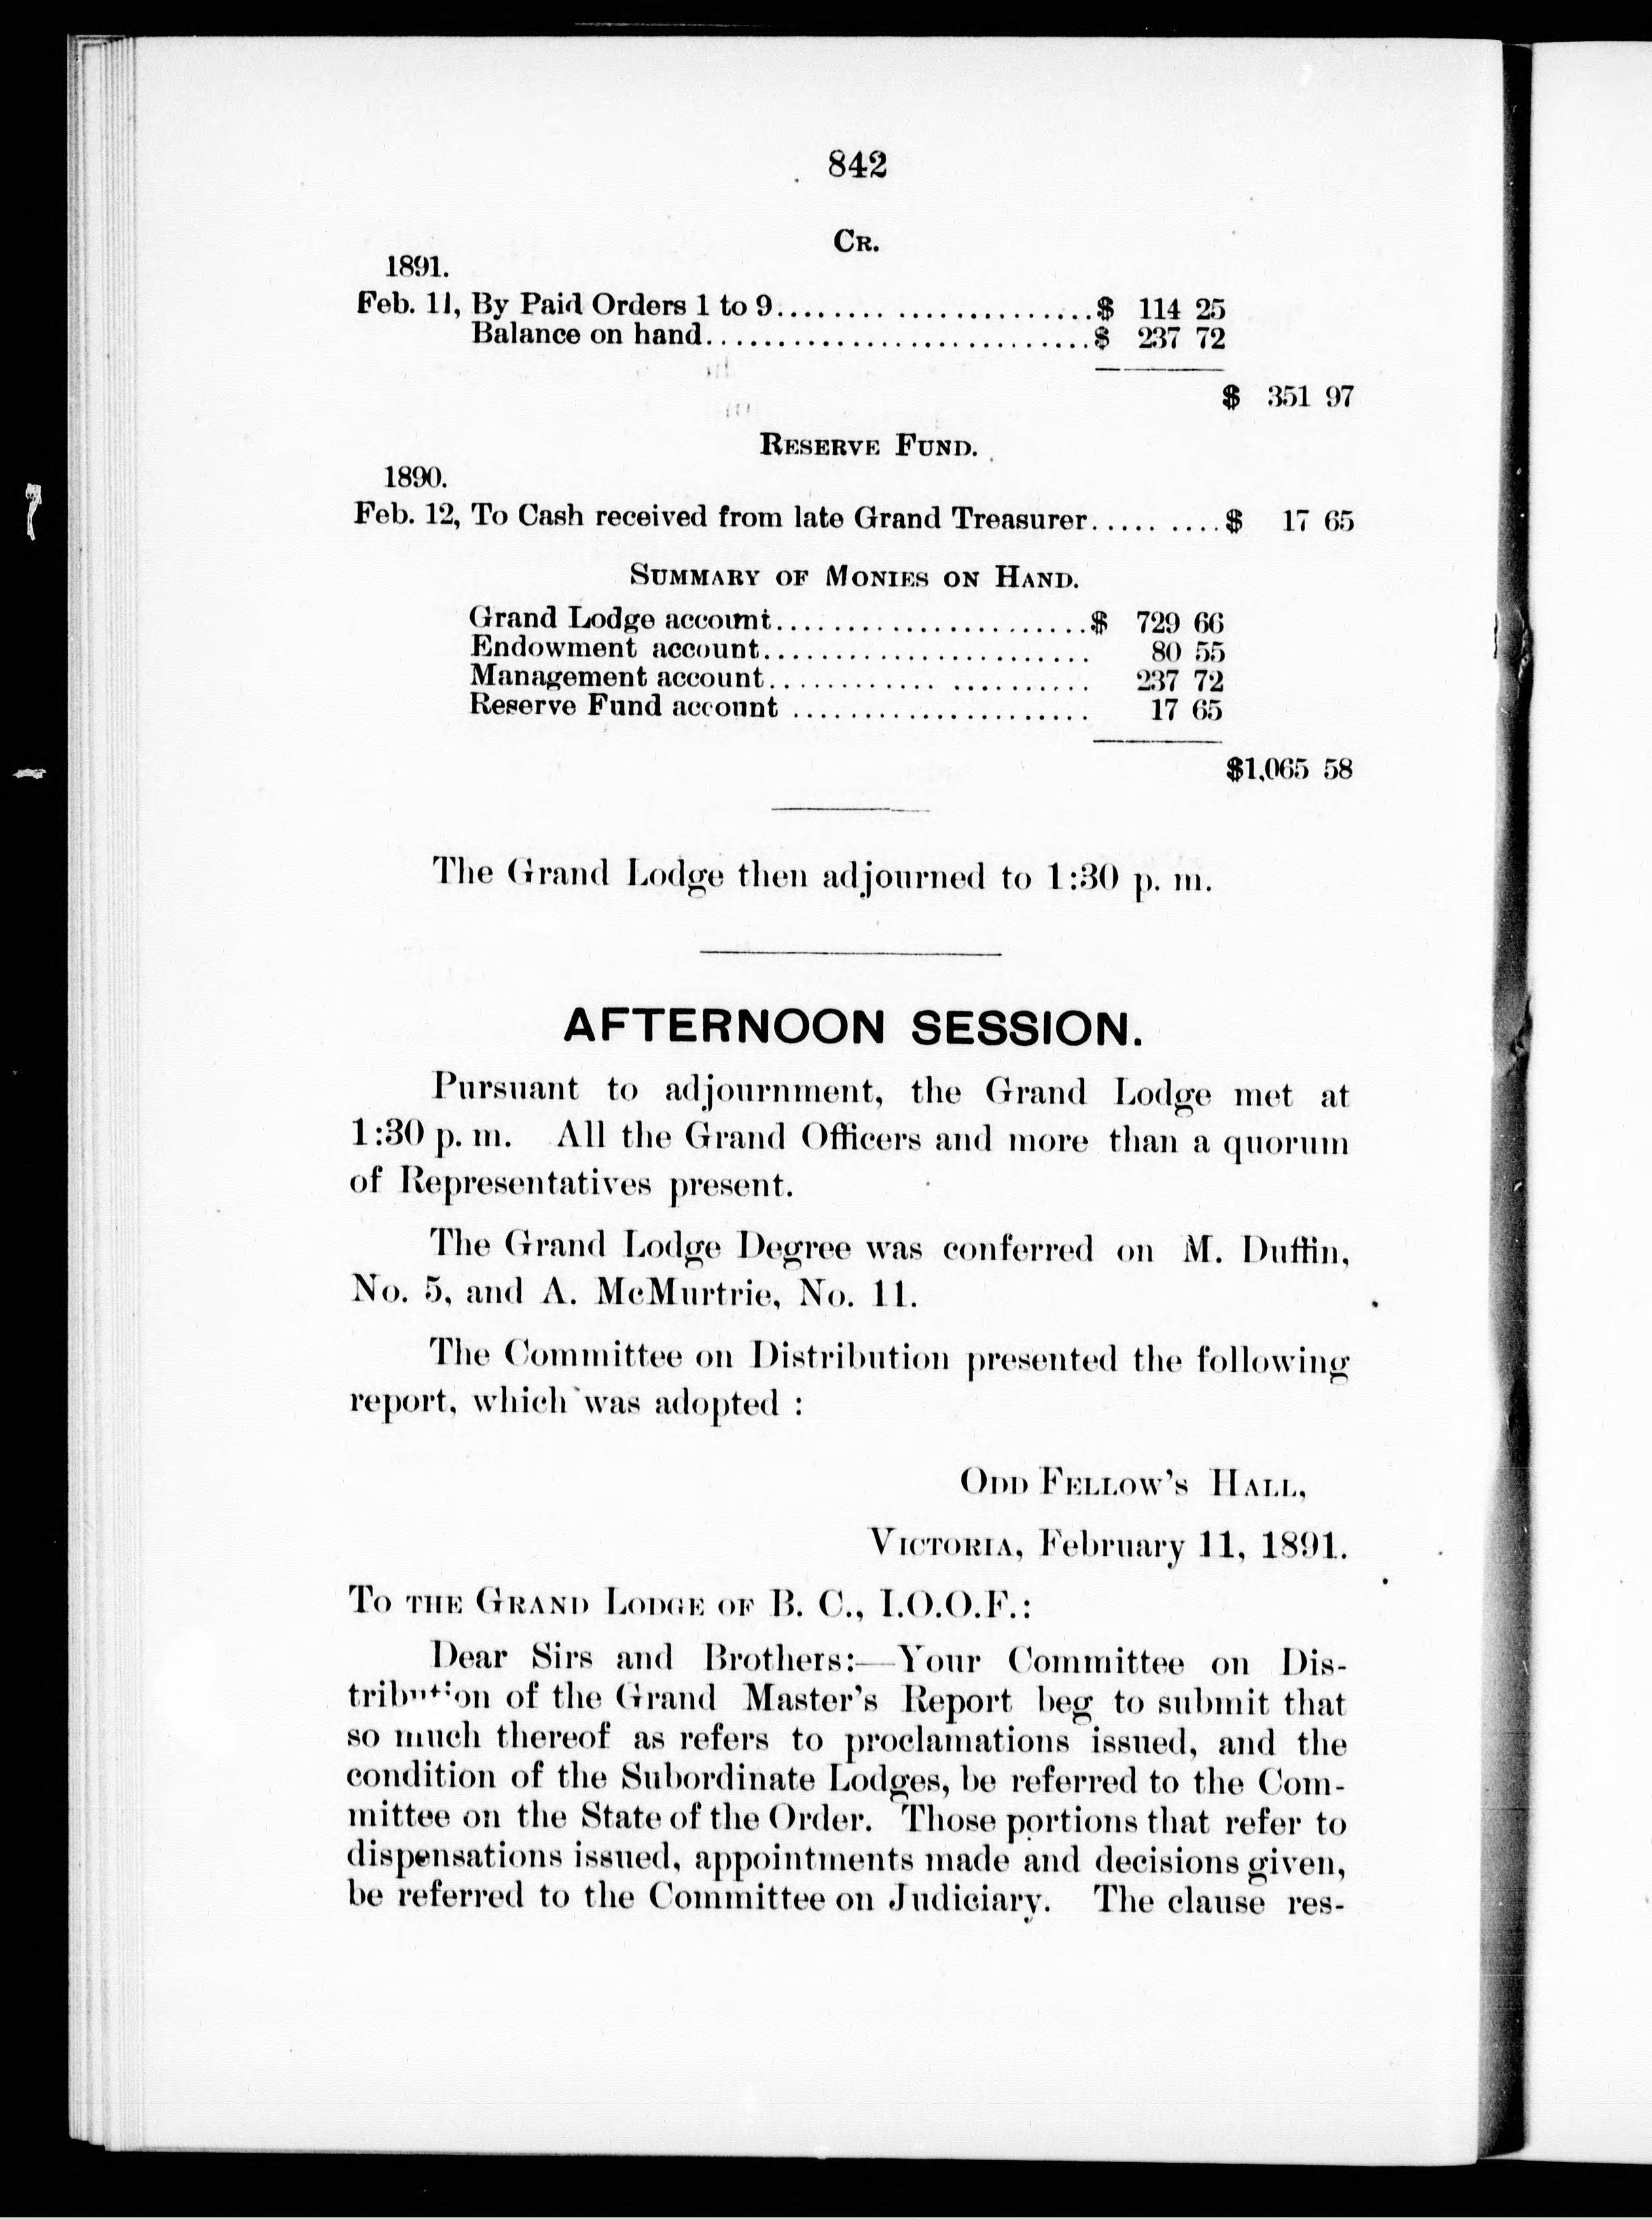 842
CR.
1891.
Feb. 11, By Paid Orders 1 to 9........ ..............$ 114 25
Balance on hand...........................$ 237 72
$ 351 97
RESERVE FUND.
1890.
Feb. 12, To Cash received from late Grand Treasurer..... ....$ 17 65
SUMMARY OF MONIES ON HAND.
Grand Lodge account......................$ 729 66
Endowment account....................... 80 55
Management account............ .......... 237 72
Reserve Fund account ..................... 17 65
$1,065 58
The Grand Lodge then adjourned to 1:30 p. m.
AFTERNOON SESSION.
Pursuant to adjournment, the Grand Lodge met at
1:30 p. m. All the Grand Officers and more than a quorum
of Representatives present.
The Grand Lodge Degree was conferred on M. Duffin,
No. 5, and A. McMurtrie, No. 11.
The Committee on Distribution presented the following
report, which was adopted :
ODD FELLOW'S HALL,
VICTORIA, February 11, 1891.
TO THE GRAND LODGE OF B. C., I.O.O.F.:
Dear Sirs and Brothers:—Your Committee on Dis-
tribution of the Grand Master's Report beg to submit that
so much thereof as refers to proclamations issued, and the
condition of the Subordinate Lodges, be referred to the Com-
mittee on the State of the Order. Those portions that refer to
dispensations issued, appointments made and decisions given,
be referred to the Committee on Judiciary. The clause res-